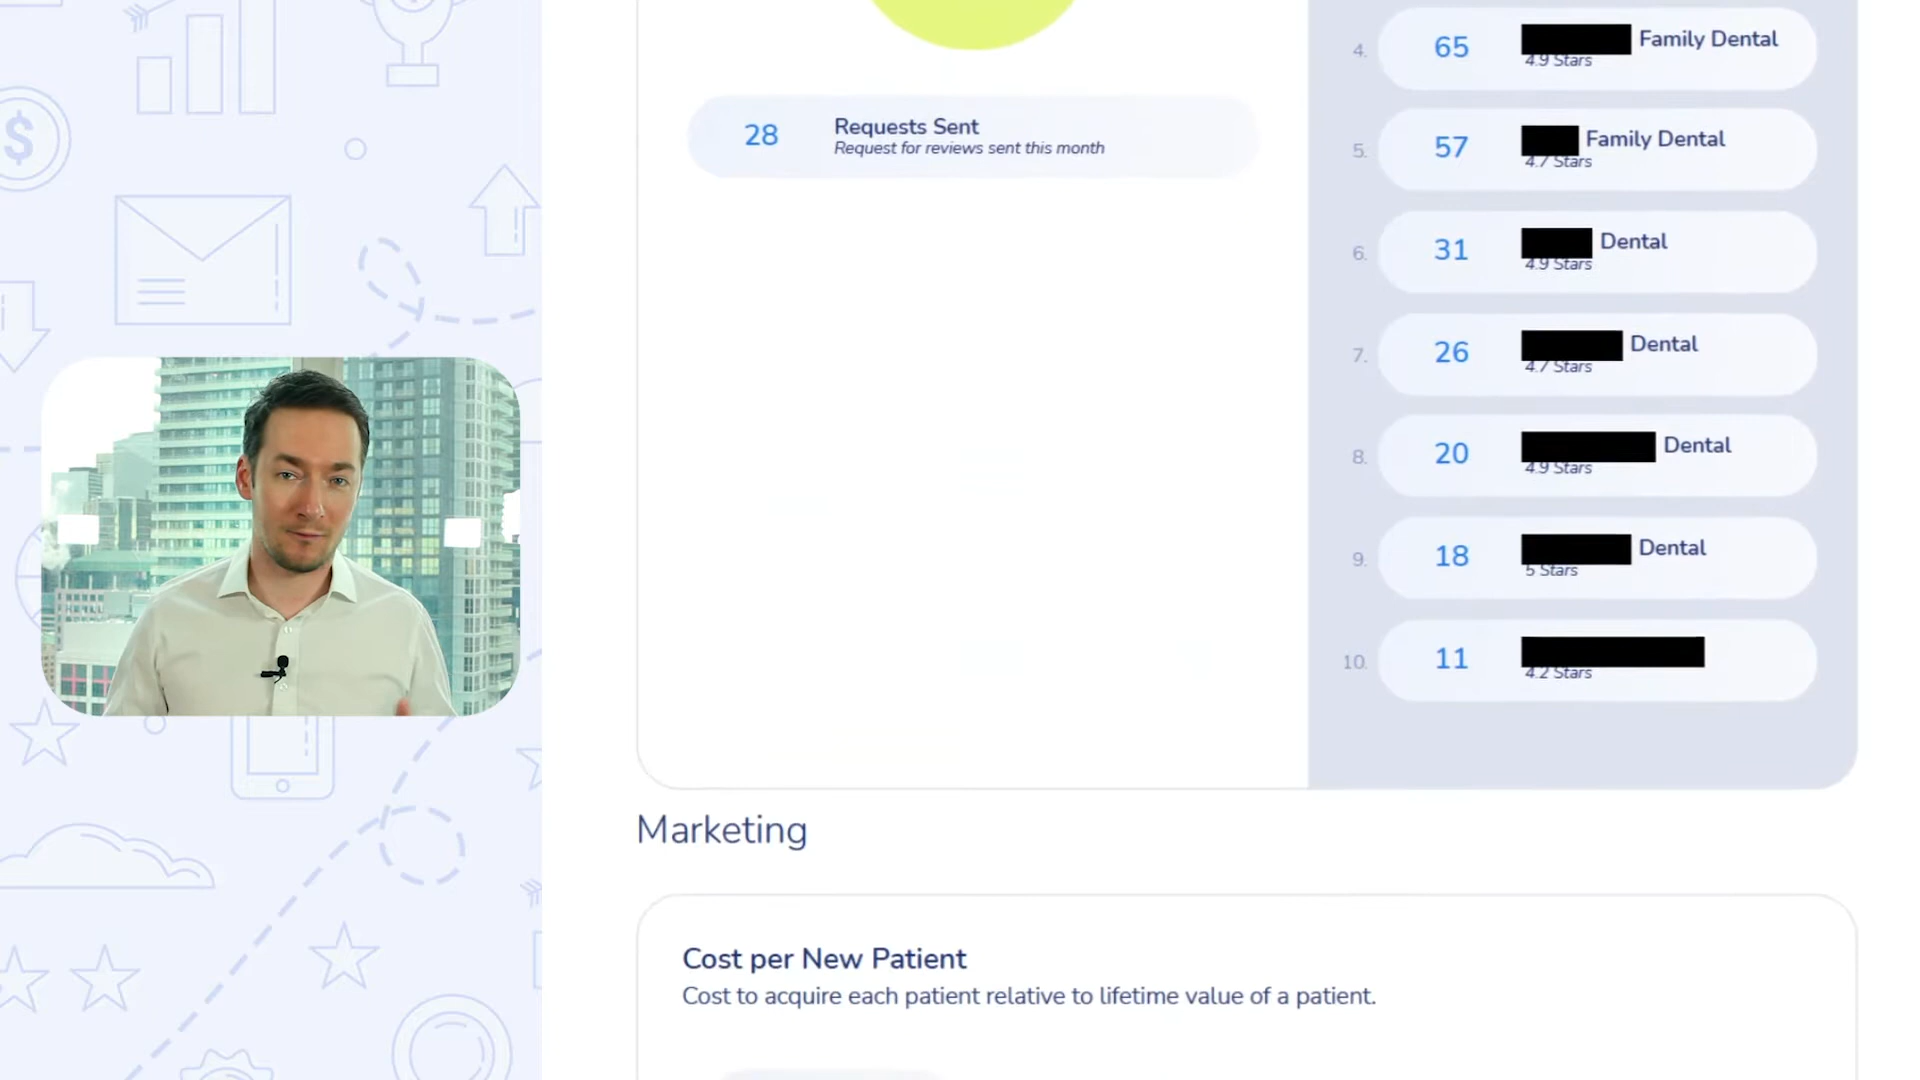 28
Requests Sent
Request for reviews sent this month
4.
65
Family Dental
4.9 Stars
5.
57
Family Dental
4.7 Stars
6.
31
Dental
4.9 Stars
7.
26
Dental
4.7 Stars
8.
20
Dental
4.9 Stars
9.
18
Dental
5 Stars
10.
11
4.2 Stars
Marketing
Cost per New Patient
Cost to acquire each patient relative to lifetime value of a patient.
$